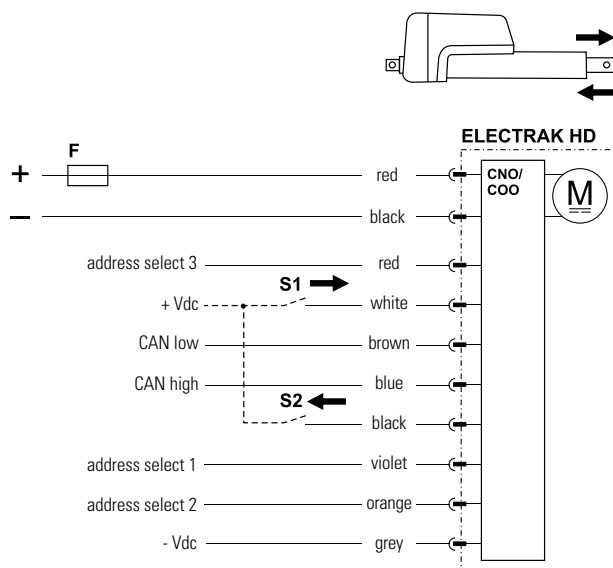 ELECTRAK HD
F
+ red CNO/
COO
M
− black
address select 3 red
S1
+ Vdc white
CAN low brown
CAN high blue
S2
black
address select 1 violet
address select 2 orange
- Vdc grey